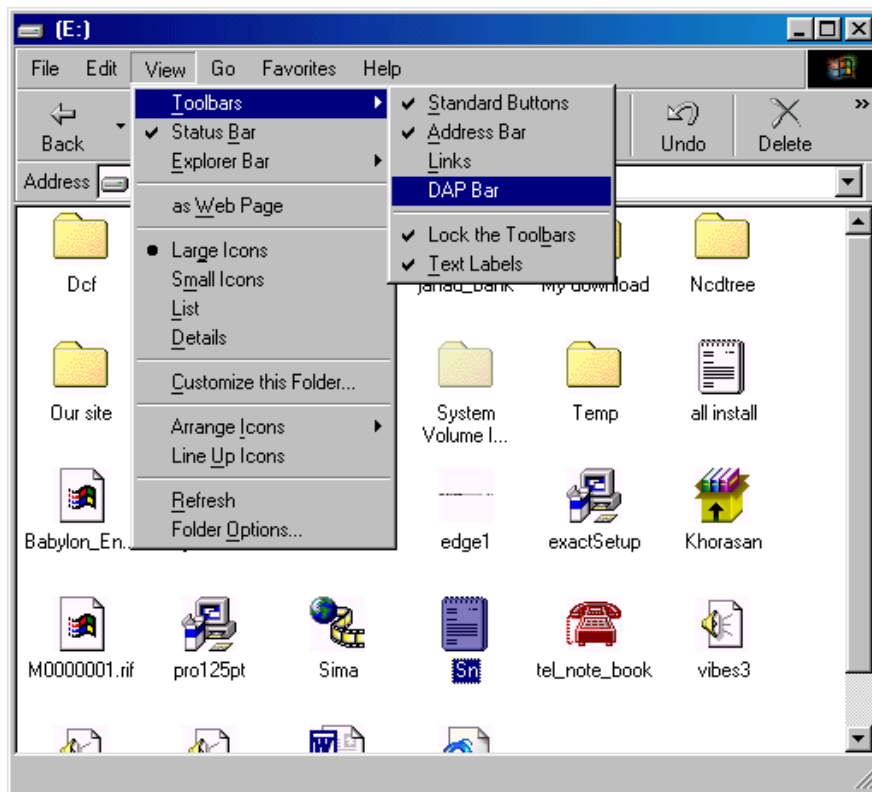 (E:)
File Edit View Go Favorites Help
Back
Undo
Delete
»
Address
Toolbars
Status Bar
Explorer Bar
as Web Page
Large Icons
Small Icons
List
Details
Customize this Folder...
Arrange Icons
Line Up Icons
Refresh
Folder Options...
Standard Buttons
Address Bar
Links
DAP Bar
Lock the Toolbars
Text Labels
Dcf
My download
Ncdtree
Our site
System
Volume I...
Temp
all install
Babylon_En...
edge1
exactSetup
Khorasan
M0000001.rif
pro125pt
Sima
Sn
tel_note_book
vibes3